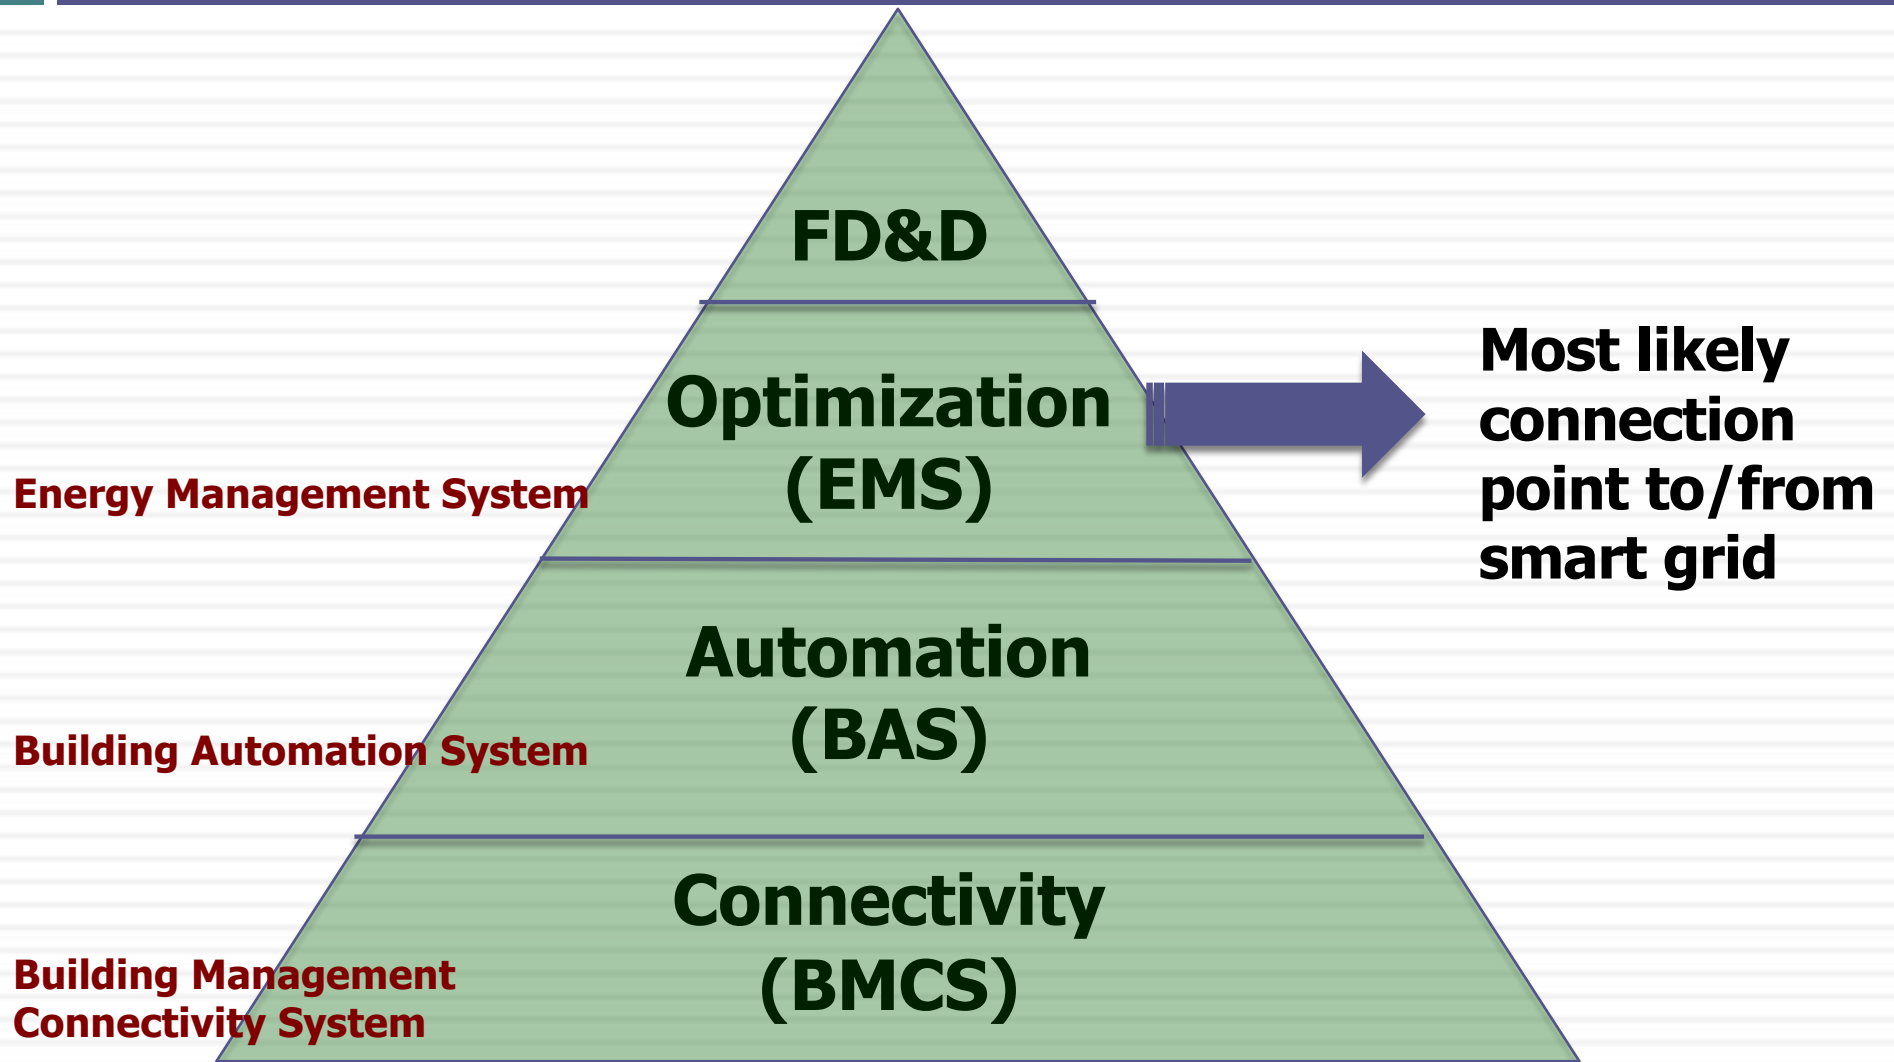 FD&D
Optimization
(EMS)
Most likely
connection
point to/from
smart grid
Energy Management System
Automation
(BAS)
Building Automation System
Connectivity
(BMCS)
Building Management
Connectivity System